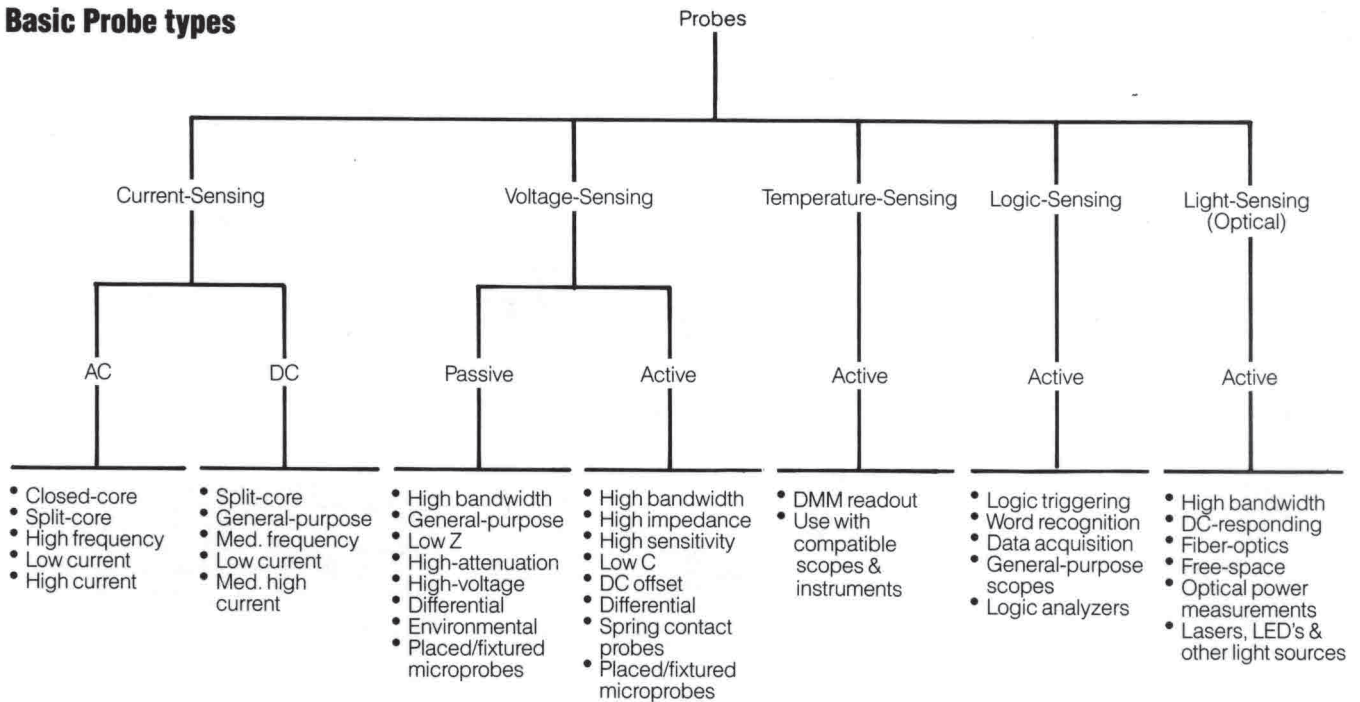 Basic Probe types
Probes
Current-Sensing
Voltage-Sensing
Temperature-Sensing
Logic-Sensing
Light-Sensing
(Optical)
AC
DC
Passive
Active
Active
Active
Active
• Closed-core
• Split-core
• High frequency
• Low current
• High current
• Split-core
• General-purpose
• Med. frequency
• Low current
• Med. high
current
• High bandwidth
• General-purpose
• Low Z
• High-attenuation
• High-voltage
• Differential
• Environmental
• Placed/fixtured
microprobes
• High bandwidth
• High impedance
• High sensitivity
• Low C
• DC offset
• Differential
• Spring contact
probes
• Placed/fixtured
microprobes
• DMM readout
• Use with
compatible
scopes &
instruments
• Logic triggering
• Word recognition
• Data acquisition
• General-purpose
scopes
• Logic analyzers
• High bandwidth
• DC-responding
• Fiber-optics
• Free-space
• Optical power
measurements
• Lasers, LED's &
other light sources